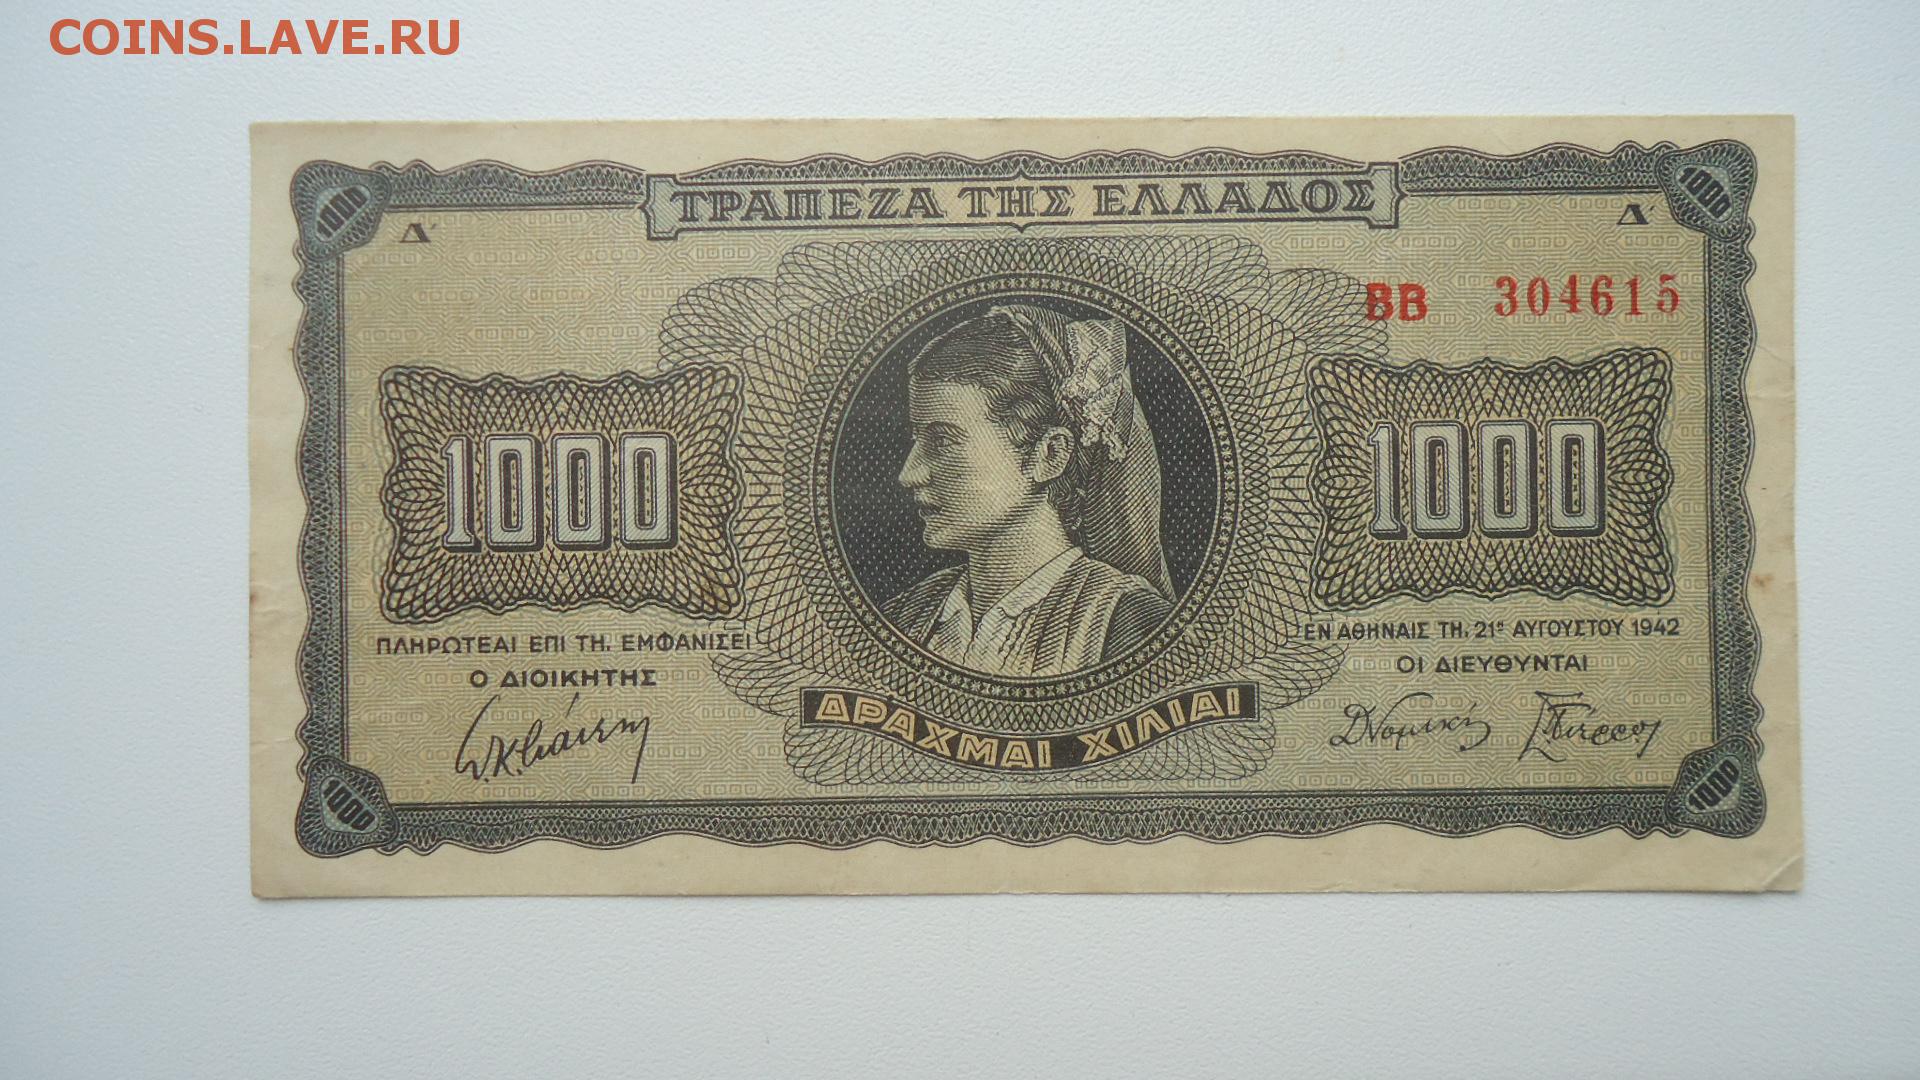 COINS.LAVE.RU
1000 ΤΡΑΠΕΖΑ ΤΗΣ ΕΛΛΑΔΟΣ 1000
Δ΄ Δ΄
ΒΒ 304615
1000 1000
ΠΛΗΡΩΤΕΑΙ ΕΠΙ ΤΗ, ΕΜΦΑΝΙΣΕΙ
Ο ΔΙΟΙΚΗΤΗΣ
ΕΝ ΑΘΗΝΑΙΣ ΤΗ, 21ῃ ΑΥΓΟΥΣΤΟΥ 1942
ΟΙ ΔΙΕΥΘΥΝΤΑΙ
ΔΡΑΧΜΑΙ ΧΙΛΙΑΙ
1000 1000